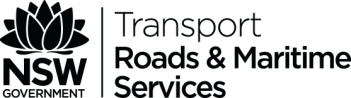 NSW
GOVERNMENT
Transport
Roads & Maritime
Services